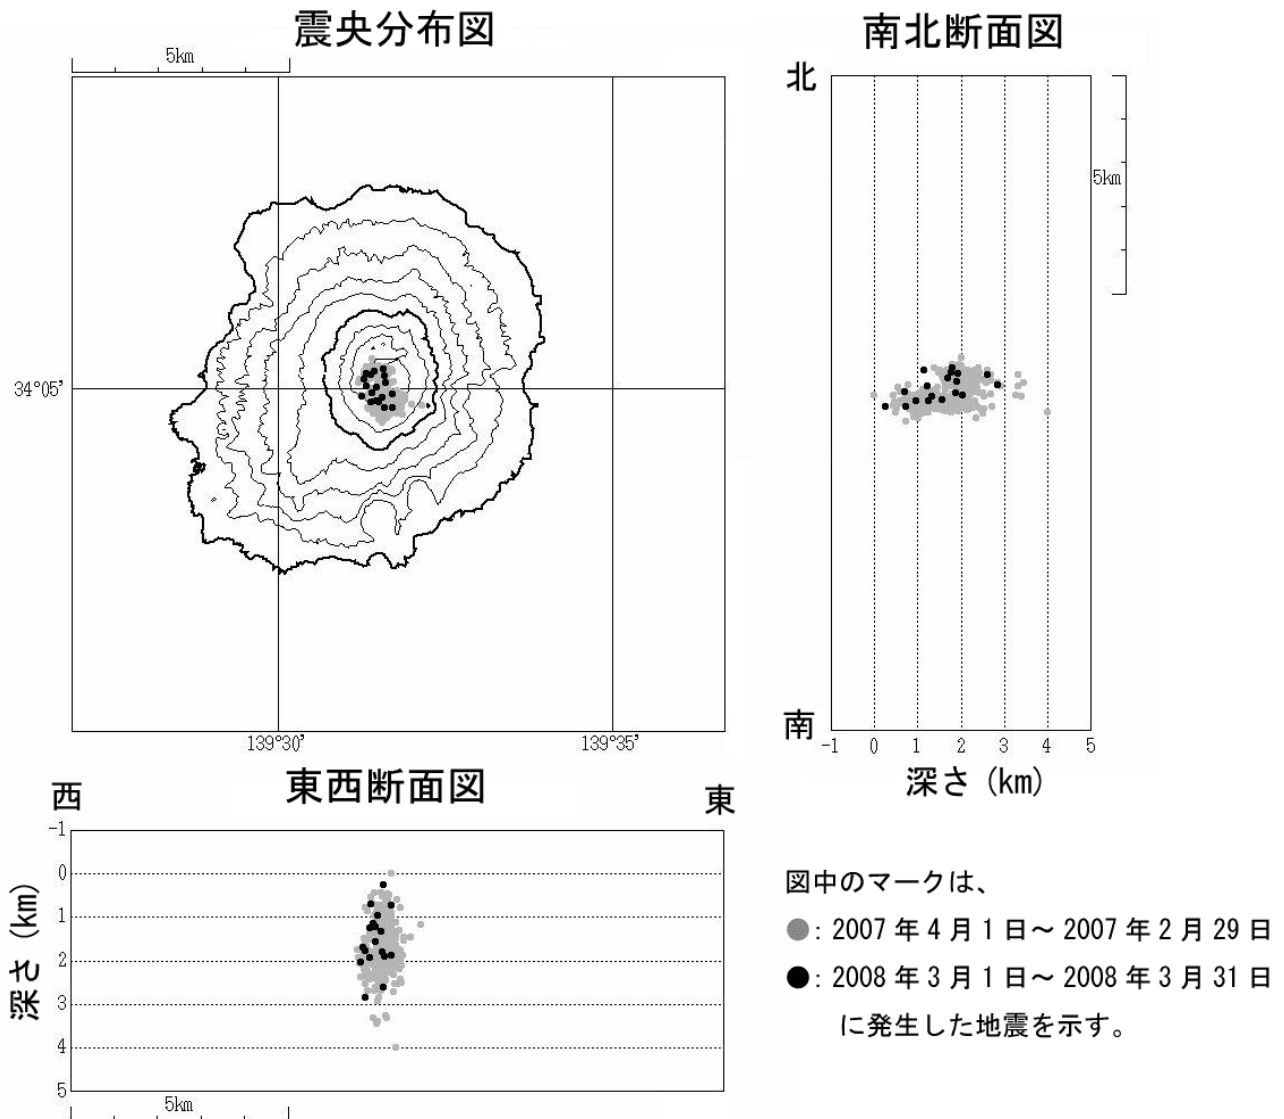 震央分布図
5km
34°05'
139°30'
139°35'
南北断面図
北
南
5km
-1 0 1 2 3 4 5
深さ (km)
東西断面図
西
東
-1
0
1
2
3
4
5
深さ (km)
5km
図中のマークは、
●: 2007 年 4 月 1 日～ 2007 年 2 月 29 日
●: 2008 年 3 月 1 日～ 2008 年 3 月 31 日
に発生した地震を示す。